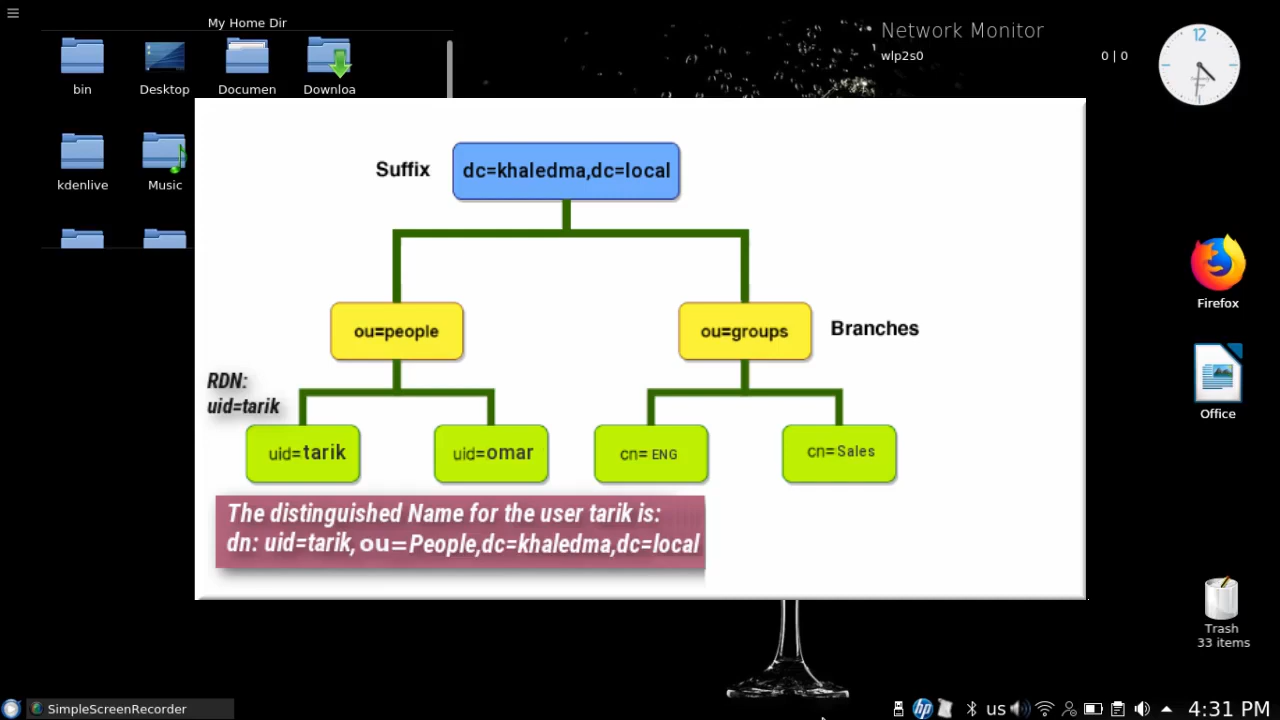 My Home Dir
Network Monitor
wlp2s0
0 | 0
12
bin
Desktop
Documen
Downloa
kdenlive
Music
Suffix
dc=khaledma,dc=local
ou=people
ou=groups
Branches
RDN:
uid=tarik
uid=tarik
uid=omar
cn= ENG
cn=Sales
The distinguished Name for the user tarik is:
dn: uid=tarik, ou=People,dc=khaledma,dc=local
Firefox
Office
Trash
33 items
SimpleScreenRecorder
hp
us
4:31 PM